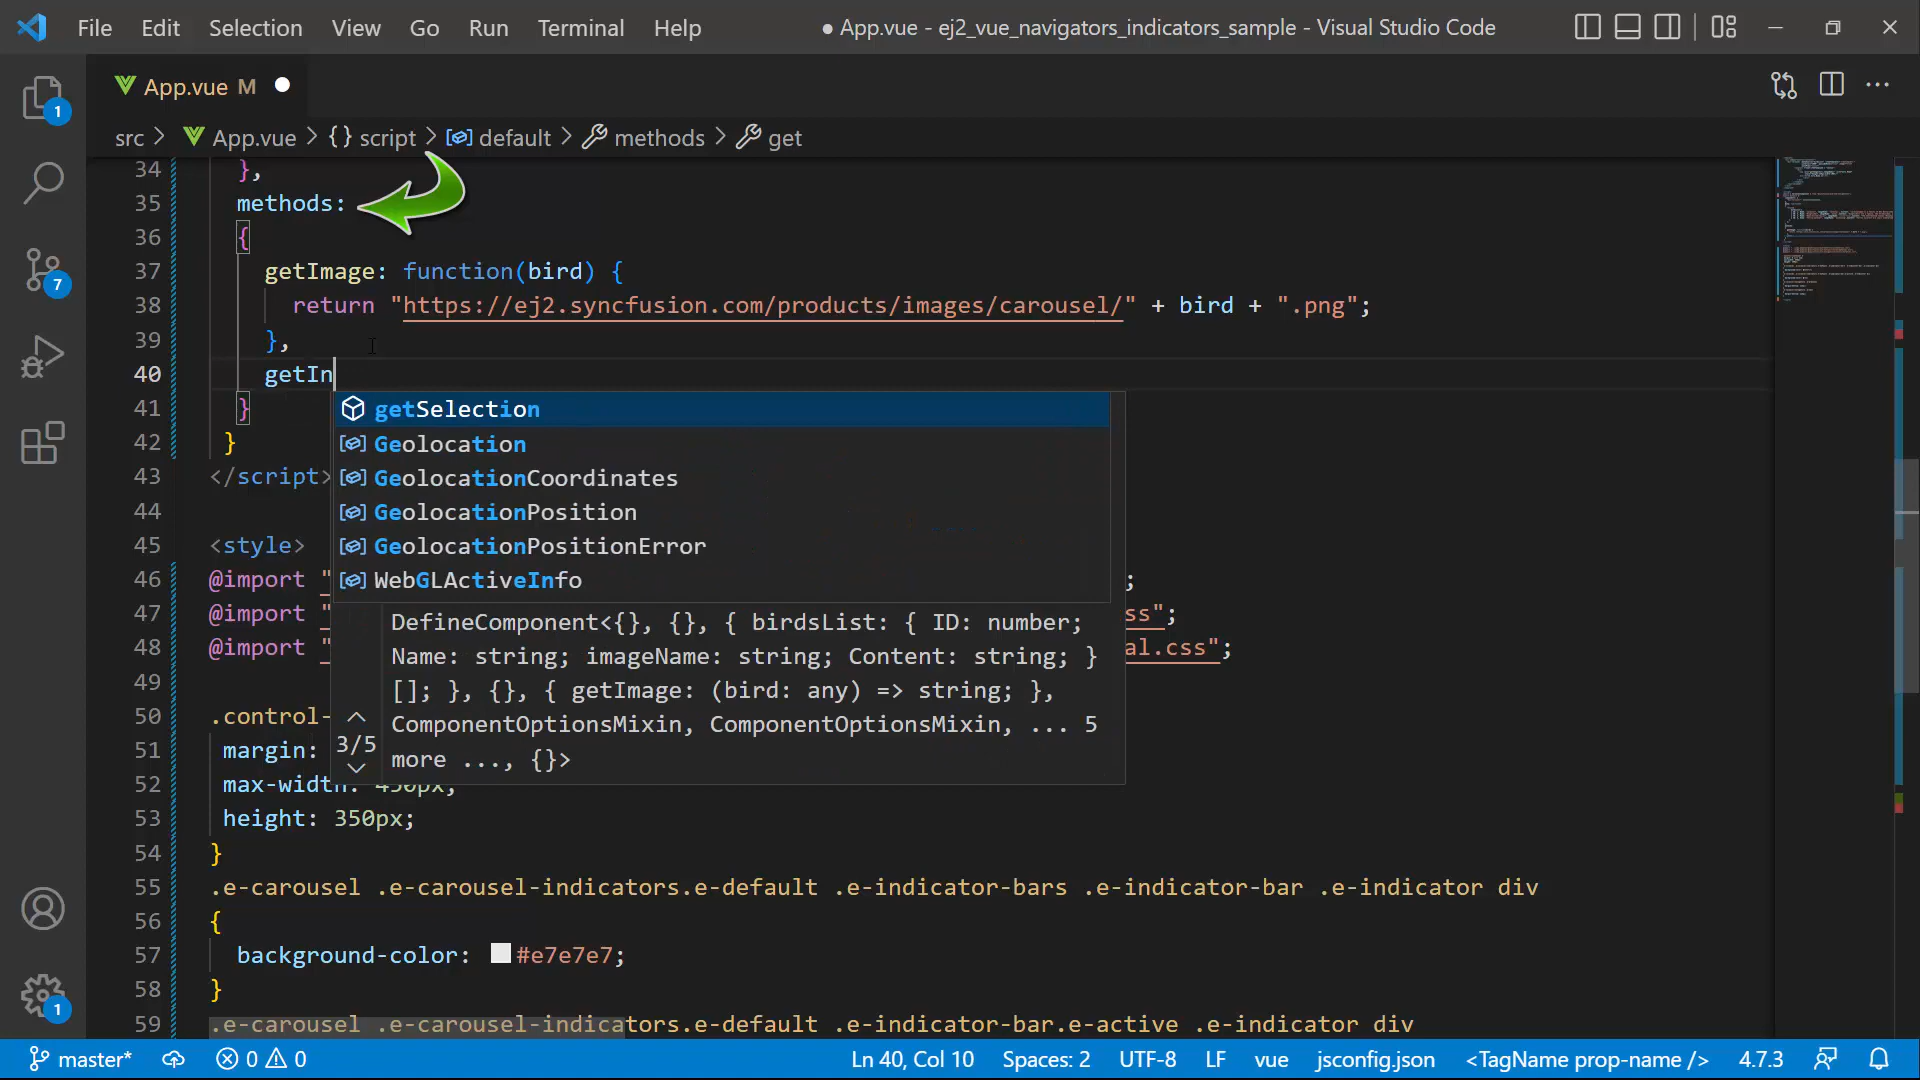 File Edit Selection View Go Run Terminal Help
● App.vue - ej2_vue_navigators_indicators_sample - Visual Studio Code
App.vue M
src > App.vue > {} script > default > methods > get
34 },
35 methods:
36 {
37 getImage: function(bird) {
38 return "https://ej2.syncfusion.com/products/images/carousel/" + bird + ".png";
39 },
40 getIn
41 }
42 }
43 </script>
44
45 <style>
46 @import " ;
47 @import " ss";
48 @import " al.css";
49
50 .control-
51 margin:
52 max-width: 450px;
53 height: 350px;
54 }
55 .e-carousel .e-carousel-indicators.e-default .e-indicator-bars .e-indicator-bar .e-indicator div
56 {
57 background-color: #e7e7e7;
58 }
59 .e-carousel .e-carousel-indicators.e-default .e-indicator-bar.e-active .e-indicator div
getSelection
Geolocation
GeolocationCoordinates
GeolocationPosition
GeolocationPositionError
WebGLActiveInfo
3/5
DefineComponent<{}, {}, { birdsList: { ID: number;
Name: string; imageName: string; Content: string; }
[]; }, {}, { getImage: (bird: any) => string; },
ComponentOptionsMixin, ComponentOptionsMixin, ... 5
more ..., {}>
1
7
1
master* 0 0 Ln 40, Col 10 Spaces: 2 UTF-8 LF vue jsconfig.json <TagName prop-name /> 4.7.3